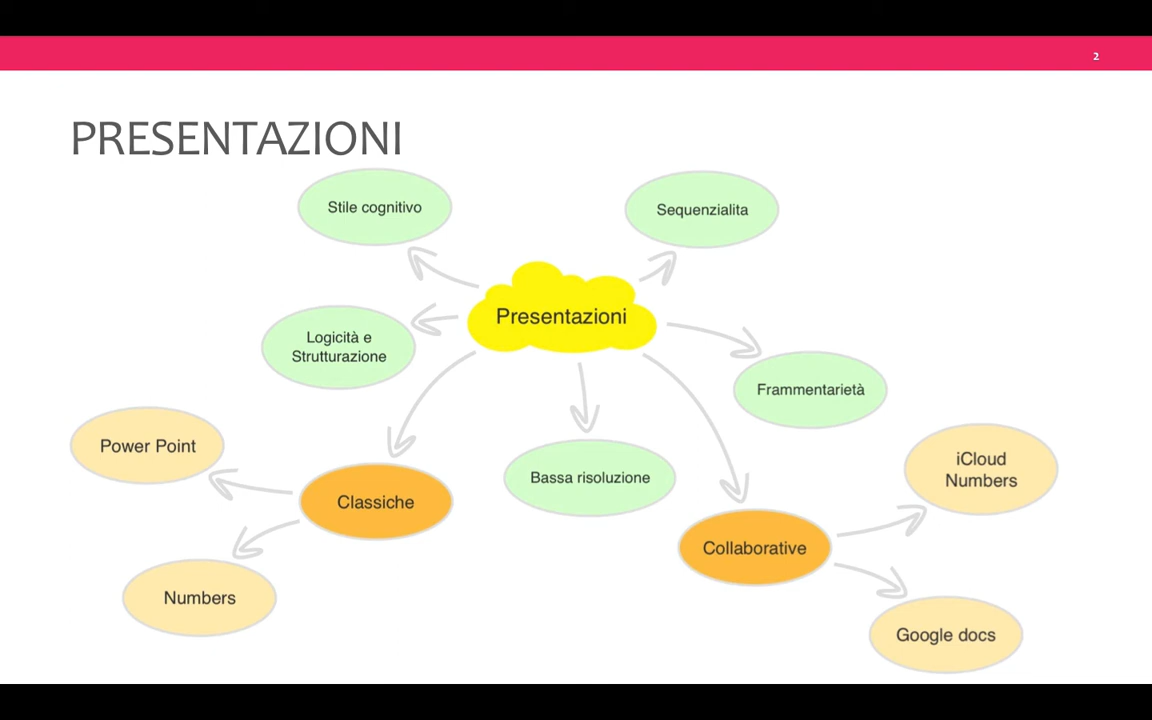 2
PRESENTAZIONI
Stile cognitivo
Sequenzialita
Presentazioni
Logicità e
Strutturazione
Frammentarietà
Power Point
iCloud
Numbers
Bassa risoluzione
Classiche
Collaborative
Numbers
Google docs